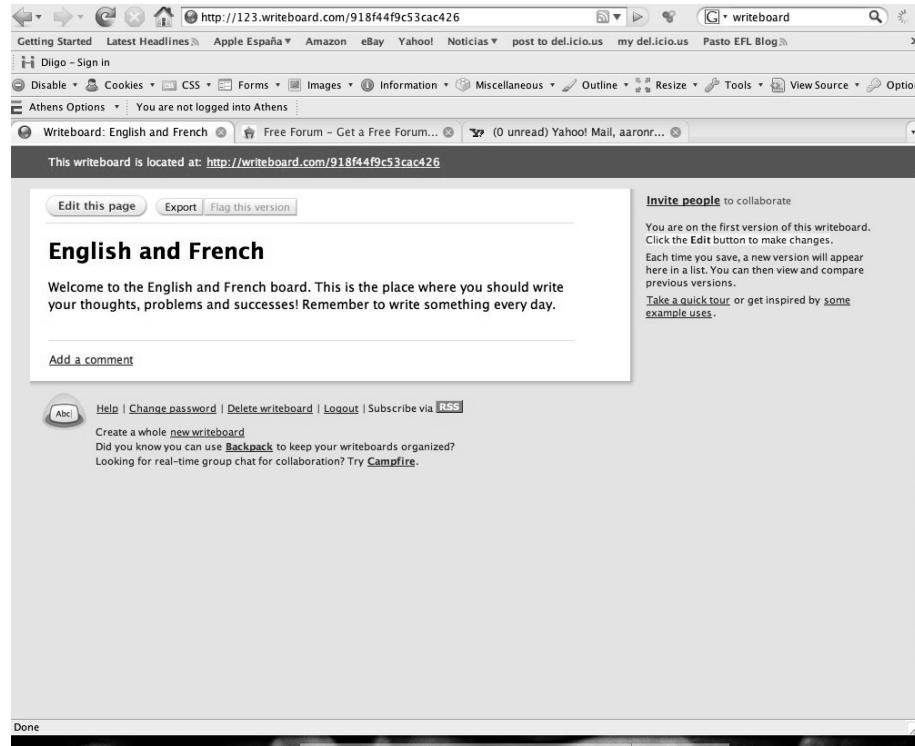 http://123.writeboard.com/918f44f9c53cac426 G writeboard
Getting Started Latest Headlines Apple España Amazon eBay Yahoo! Noticias post to del.icio.us my del.icio.us Pasto EFL Blog
Diigo - Sign in
Disable Cookies CSS Forms Images Information Miscellaneous Outline Resize Tools View Source Optio
Athens Options You are not logged into Athens
Writeboard: English and French Free Forum - Get a Free Forum... (0 unread) Yahoo! Mail, aaronr...
This writeboard is located at: http://writeboard.com/918f44f9c53cac426
Edit this page Export Flag this version
English and French
Welcome to the English and French board. This is the place where you should write
your thoughts, problems and successes! Remember to write something every day.
Add a comment
Invite people to collaborate
You are on the first version of this writeboard.
Click the Edit button to make changes.
Each time you save, a new version will appear
here in a list. You can then view and compare
previous versions.
Take a quick tour or get inspired by some
example uses.
Abc
Help | Change password | Delete writeboard | Logout | Subscribe via RSS
Create a whole new writeboard
Did you know you can use Backpack to keep your writeboards organized?
Looking for real-time group chat for collaboration? Try Campfire.
Done